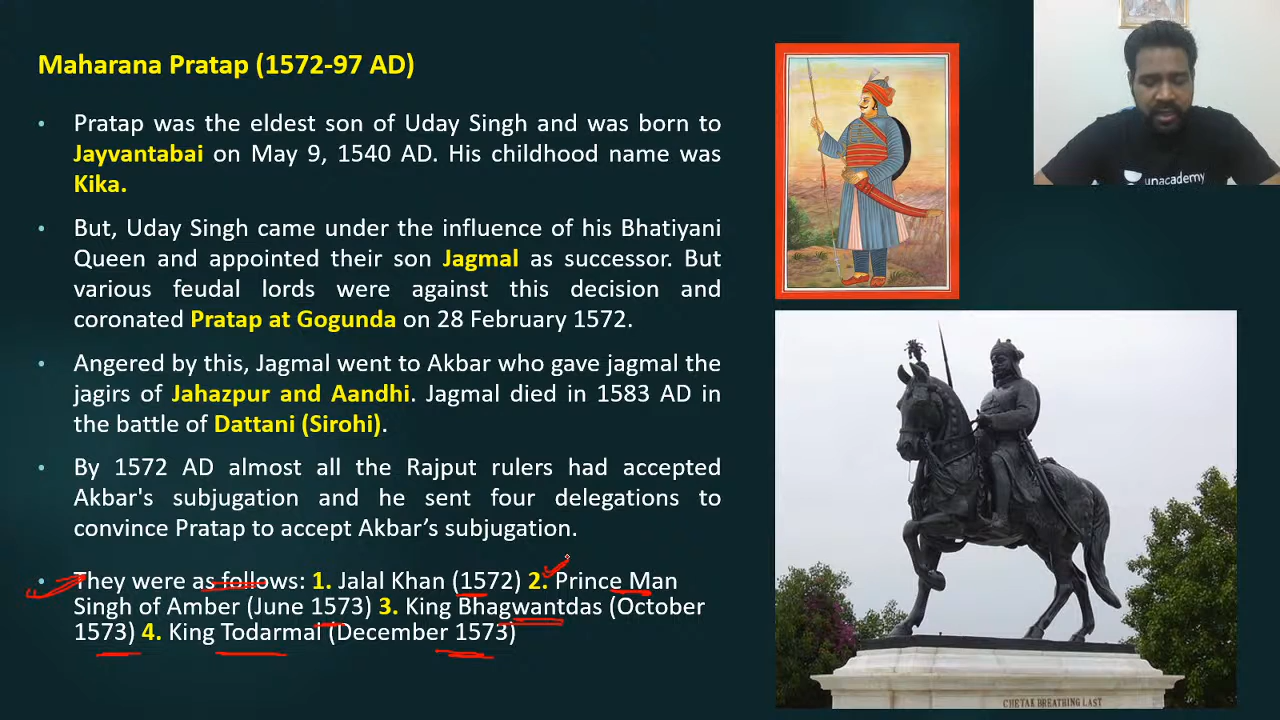 Maharana Pratap (1572-97 AD)
• Pratap was the eldest son of Uday Singh and was born to
Jayvantabai on May 9, 1540 AD. His childhood name was
Kika.
• But, Uday Singh came under the influence of his Bhatiyani
Queen and appointed their son Jagmal as successor. But
various feudal lords were against this decision and
coronated Pratap at Gogunda on 28 February 1572.
• Angered by this, Jagmal went to Akbar who gave jagmal the
jagirs of Jahazpur and Aandhi. Jagmal died in 1583 AD in
the battle of Dattani (Sirohi).
• By 1572 AD almost all the Rajput rulers had accepted
Akbar's subjugation and he sent four delegations to
convince Pratap to accept Akbar’s subjugation.
• They were as follows: 1. Jalal Khan (1572) 2. Prince Man
Singh of Amber (June 1573) 3. King Bhagwantdas (October
1573) 4. King Todarmal (December 1573)
unacademy
CHETAK BREATHING LAST